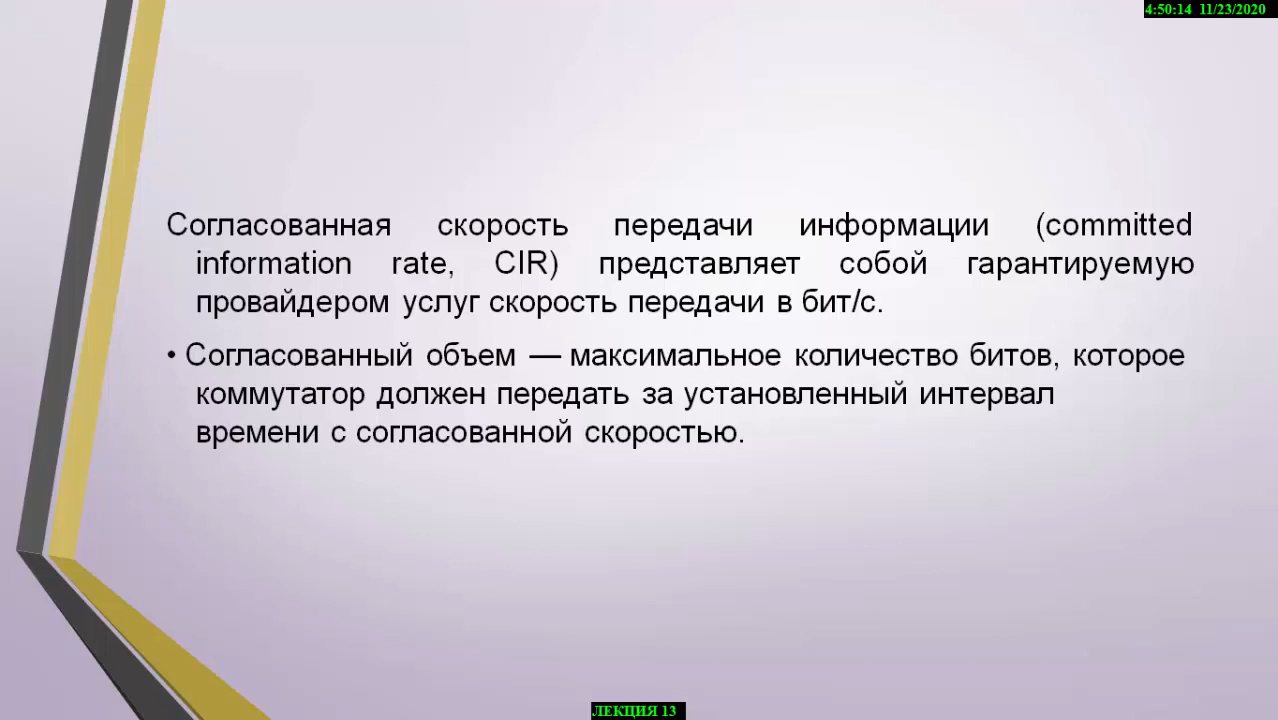 4:50:14 11/23/2020
Согласованная скорость передачи информации (committed
information rate, CIR) представляет собой гарантируемую
провайдером услуг скорость передачи в бит/с.
• Согласованный объем — максимальное количество битов, которое
коммутатор должен передать за установленный интервал
времени с согласованной скоростью.
ЛЕКЦИЯ 13